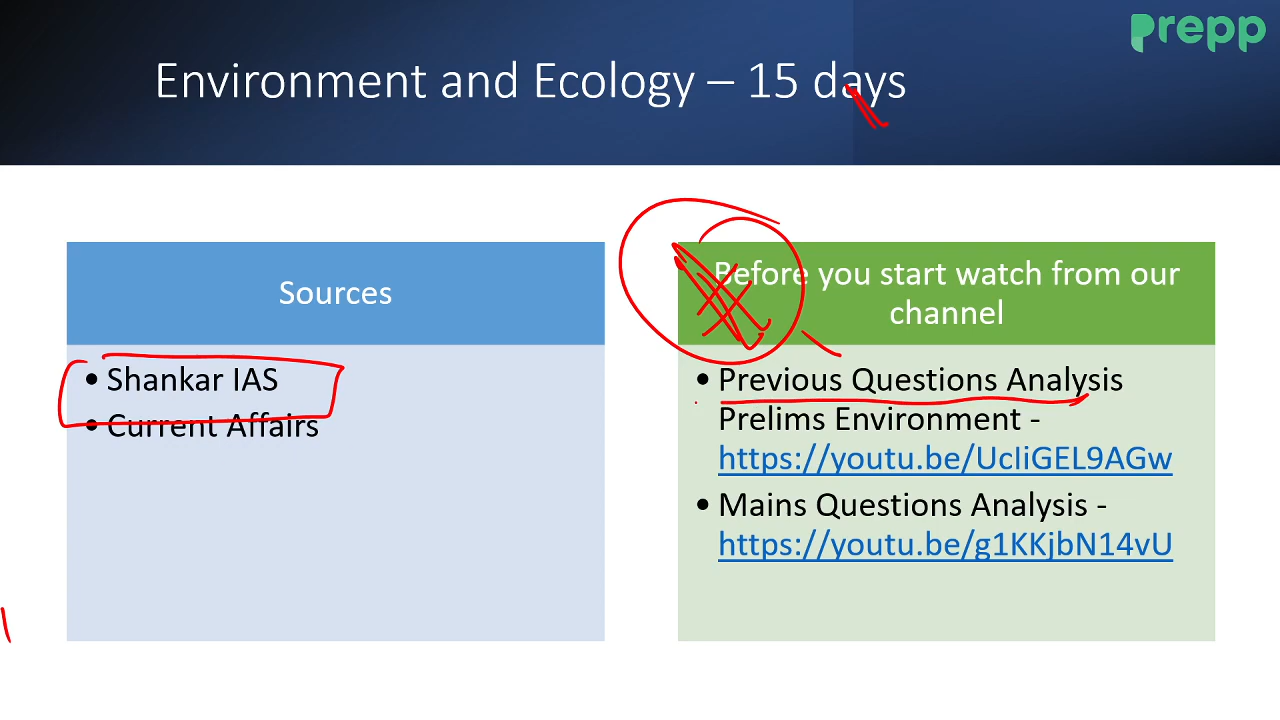 prepp
Environment and Ecology – 15 days
Sources
• Shankar IAS
• Current Affairs
Before you start watch from our
channel
• Previous Questions Analysis
Prelims Environment -
https://youtu.be/UcIiGEL9AGw
• Mains Questions Analysis -
https://youtu.be/g1KKjbN14vU